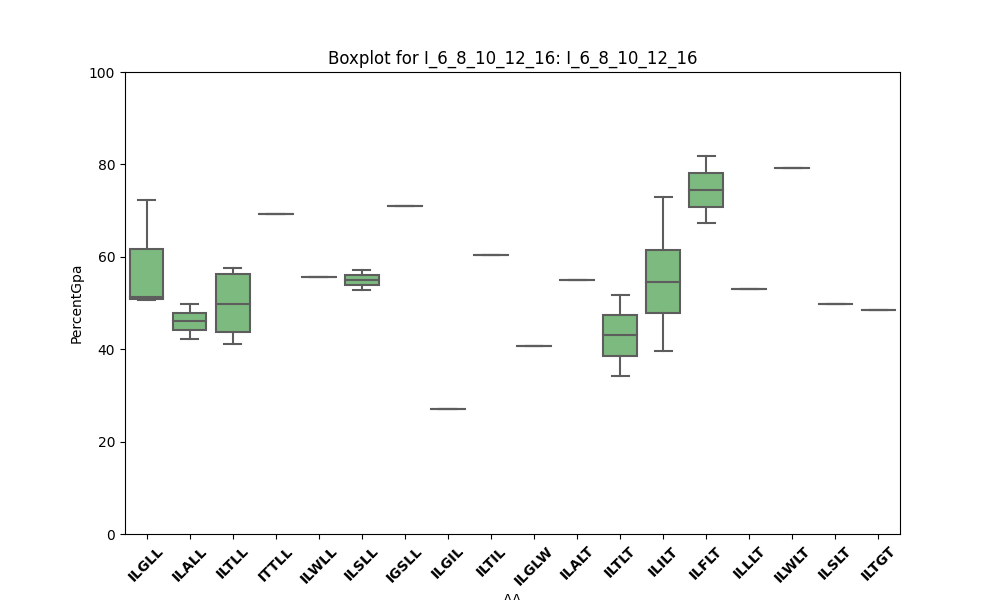 Boxplot for I_6_8_10_12_16: I_6_8_10_12_16
PercentGpa
100
80
60
40
20
0
ILGLL
ILALL
ILTLL
ITTLL
ILWLL
ILSLL
IGSLL
ILGIL
ILTIL
ILGLW
ILALT
ILTLT
ILILT
ILFLT
ILLLT
ILWLT
ILSLT
ILTGT
AA